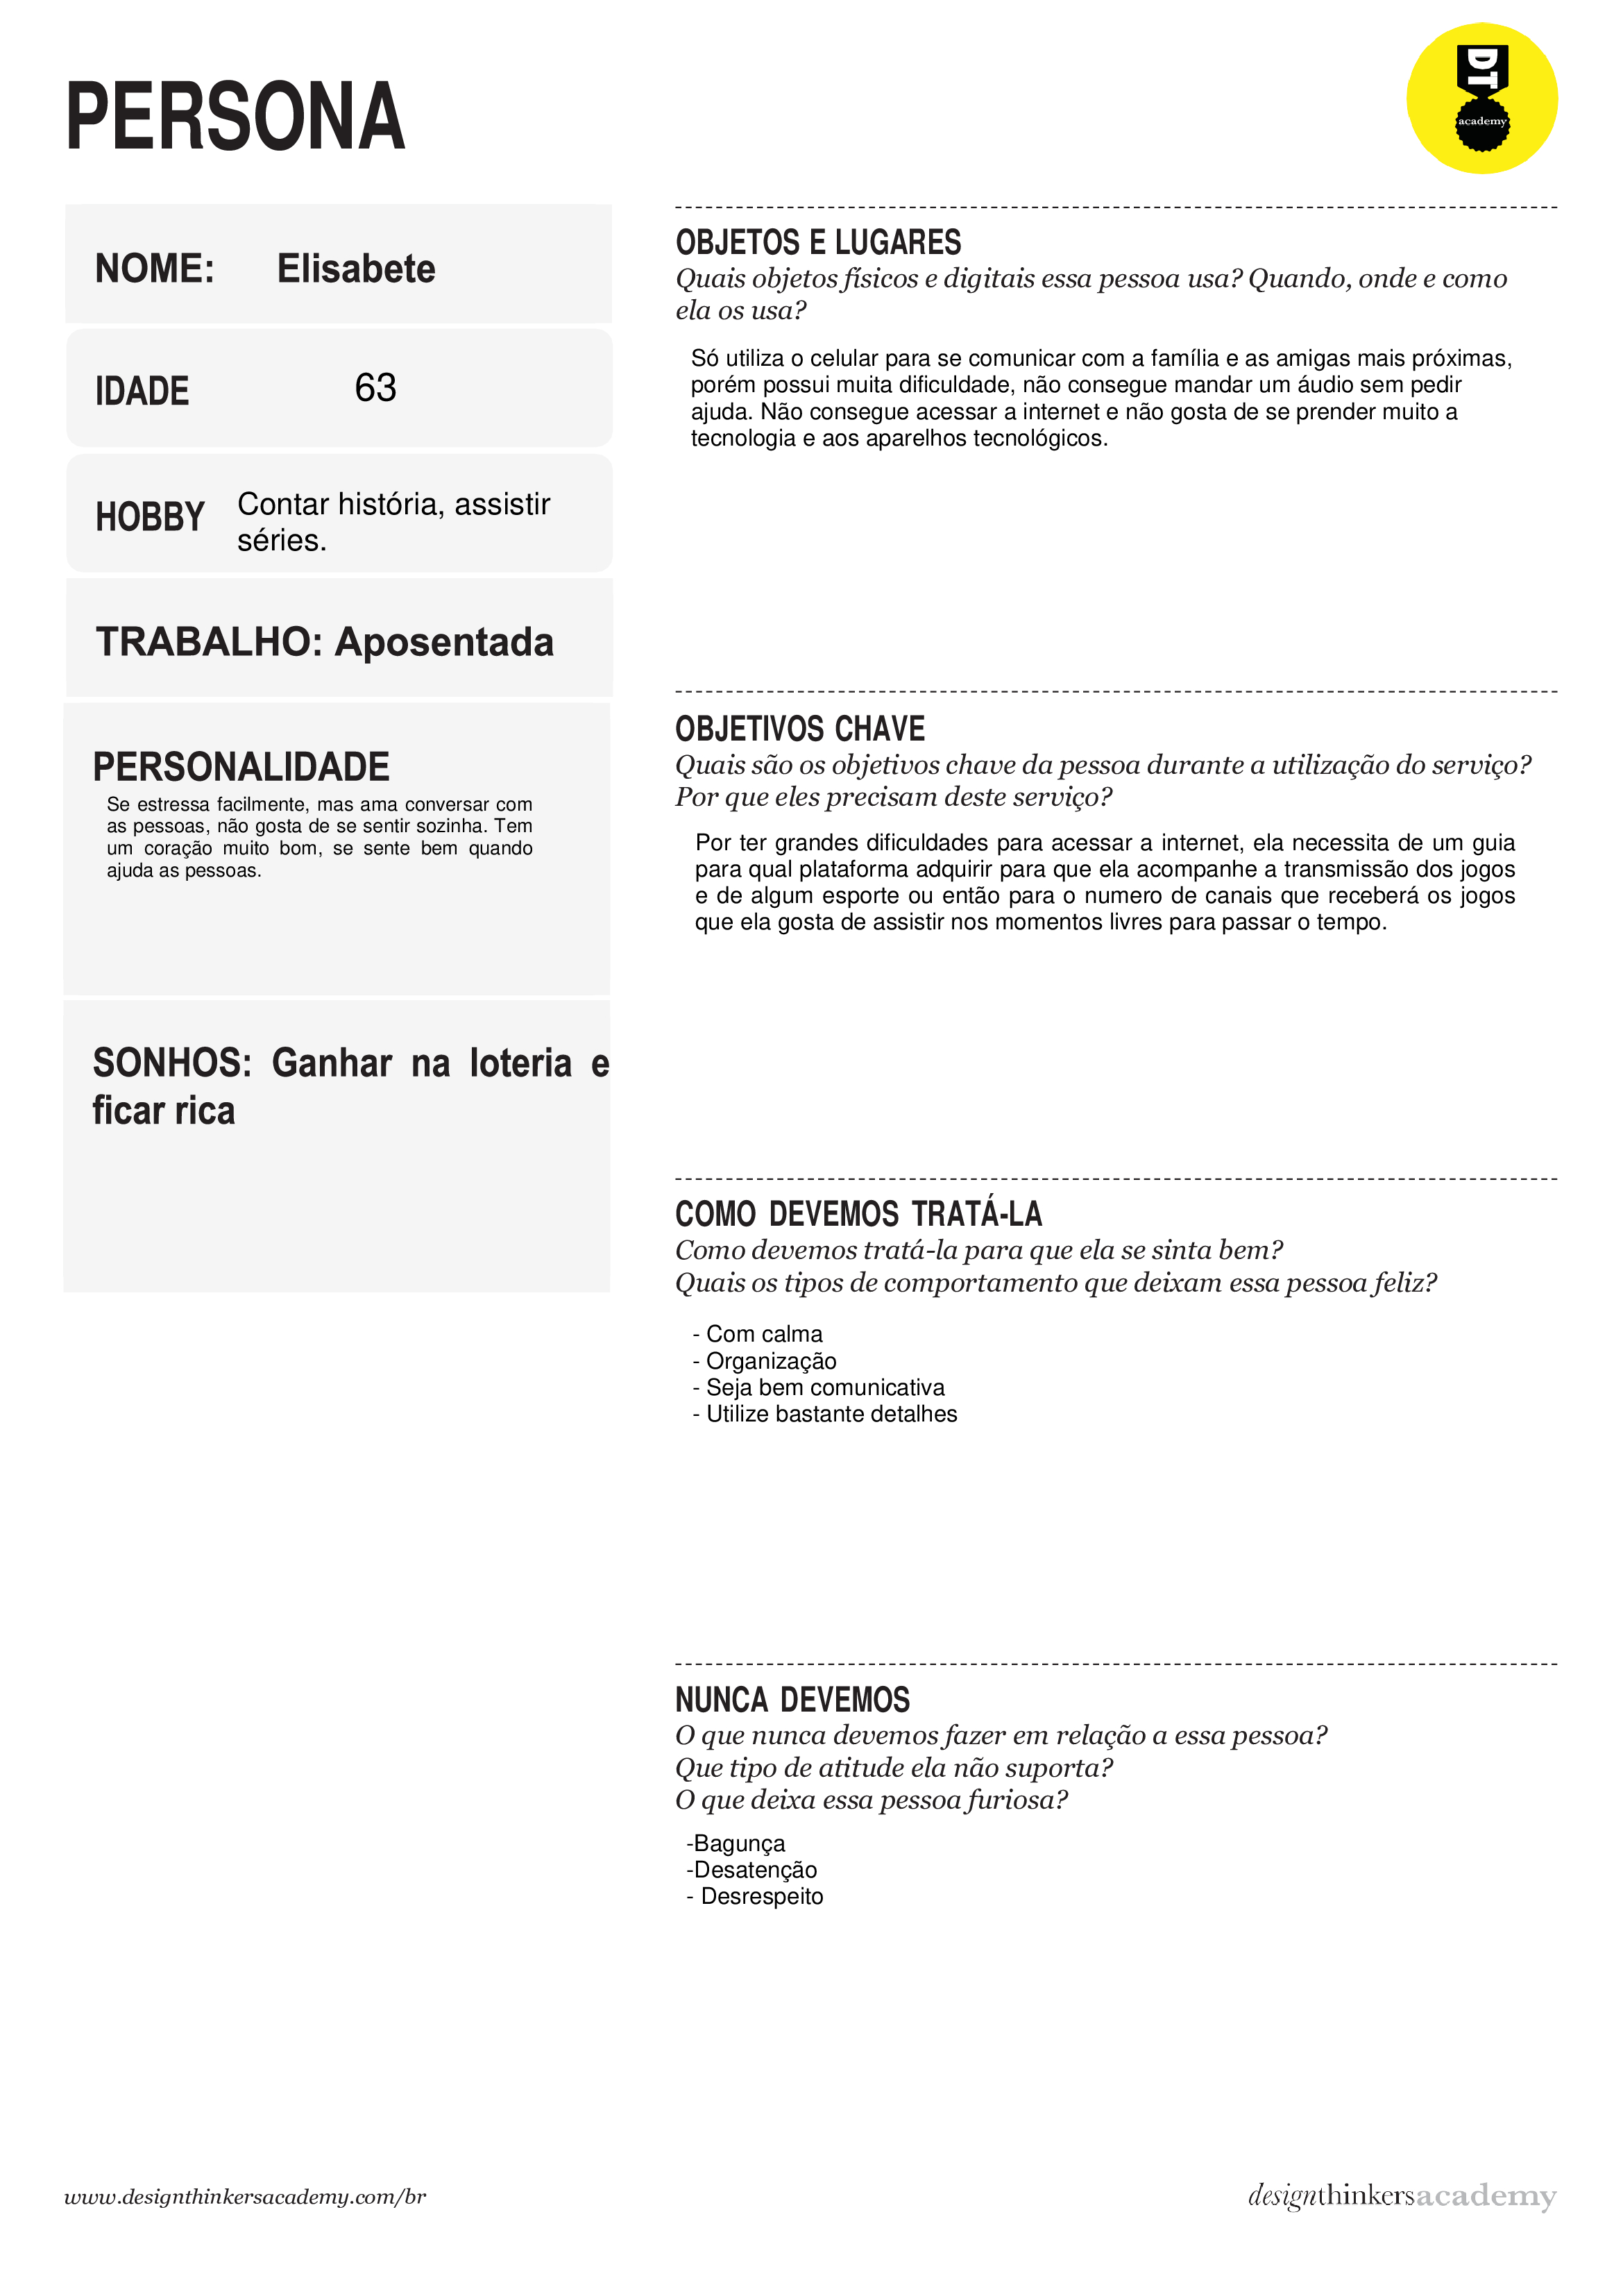 PERSONA
DT
academy
NOME: Elisabete
IDADE 63
HOBBY Contar história, assistir
séries.
TRABALHO: Aposentada
PERSONALIDADE
Se estressa facilmente, mas ama conversar com
as pessoas, não gosta de se sentir sozinha. Tem
um coração muito bom, se sente bem quando
ajuda as pessoas.
SONHOS: Ganhar na loteria e
ficar rica
OBJETOS E LUGARES
Quais objetos físicos e digitais essa pessoa usa? Quando, onde e como
ela os usa?
Só utiliza o celular para se comunicar com a família e as amigas mais próximas,
porém possui muita dificuldade, não consegue mandar um áudio sem pedir
ajuda. Não consegue acessar a internet e não gosta de se prender muito a
tecnologia e aos aparelhos tecnológicos.
OBJETIVOS CHAVE
Quais são os objetivos chave da pessoa durante a utilização do serviço?
Por que eles precisam deste serviço?
Por ter grandes dificuldades para acessar a internet, ela necessita de um guia
para qual plataforma adquirir para que ela acompanhe a transmissão dos jogos
e de algum esporte ou então para o numero de canais que receberá os jogos
que ela gosta de assistir nos momentos livres para passar o tempo.
COMO DEVEMOS TRATÁ-LA
Como devemos tratá-la para que ela se sinta bem?
Quais os tipos de comportamento que deixam essa pessoa feliz?
- Com calma
- Organização
- Seja bem comunicativa
- Utilize bastante detalhes
NUNCA DEVEMOS
O que nunca devemos fazer em relação a essa pessoa?
Que tipo de atitude ela não suporta?
O que deixa essa pessoa furiosa?
-Bagunça
-Desatenção
- Desrespeito
www.designthinkersacademy.com/br
designthinkersacademy